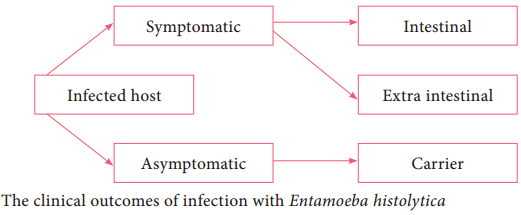 Symptomatic
Intestinal
Infected host
Extra intestinal
Asymptomatic
Carrier
The clinical outcomes of infection with Entamoeba histolytica